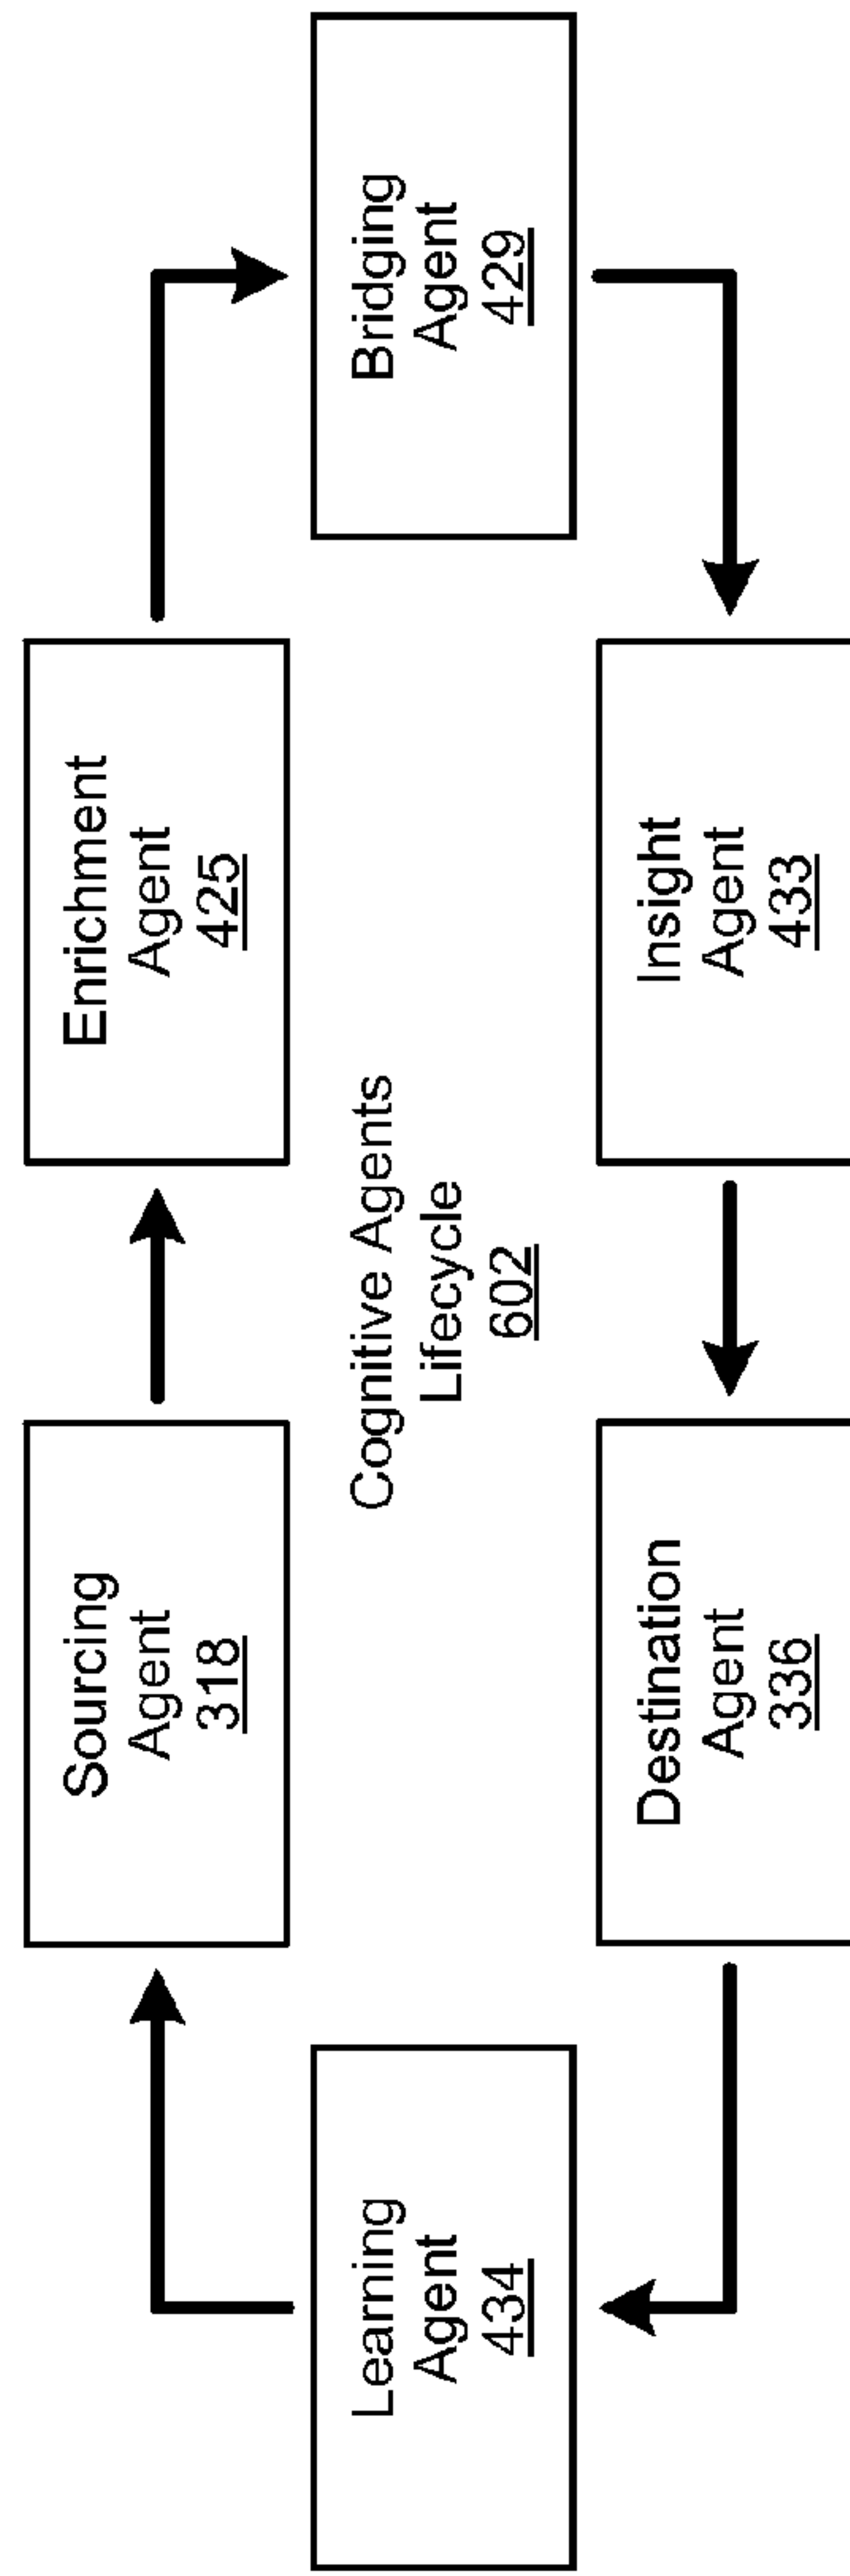 Sourcing
Agent
318
Enrichment
Agent
425
Learning
Agent
434
Cognitive Agents
Lifecycle
602
Bridging
Agent
429
Destination
Agent
336
Insight
Agent
433